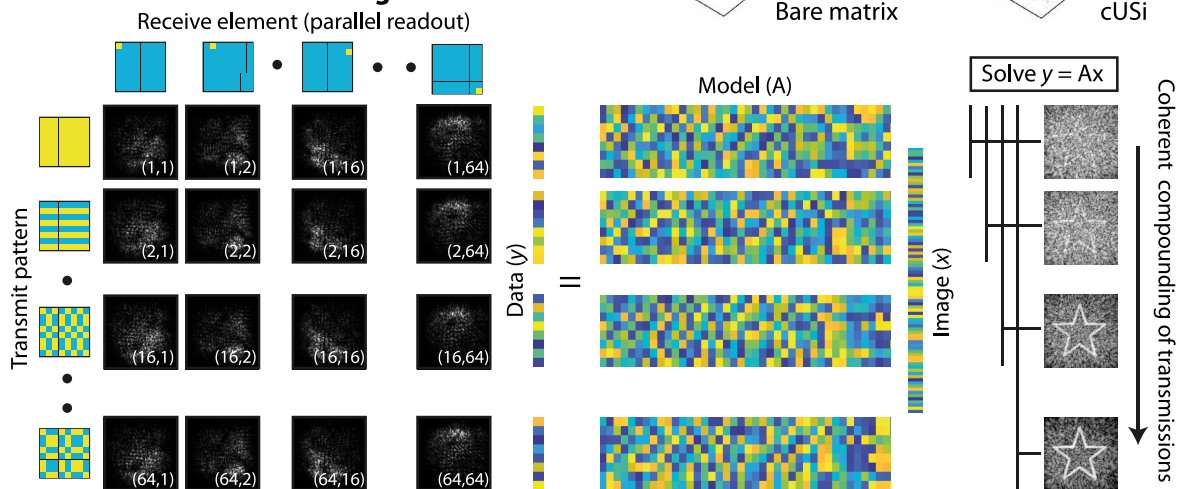 Bare matrix
cUSi
Receive element (parallel readout)
Transmit pattern
(1,1)
(1,2)
(1,16)
(1,64)
(2,1)
(2,2)
(2,16)
(2,64)
(16,1)
(16,2)
(16,16)
(16,64)
(64,1)
(64,2)
(64,16)
(64,64)
Data (y)
=
Model (A)
Image (x)
Solve y = Ax
Coherent compounding of transmissions